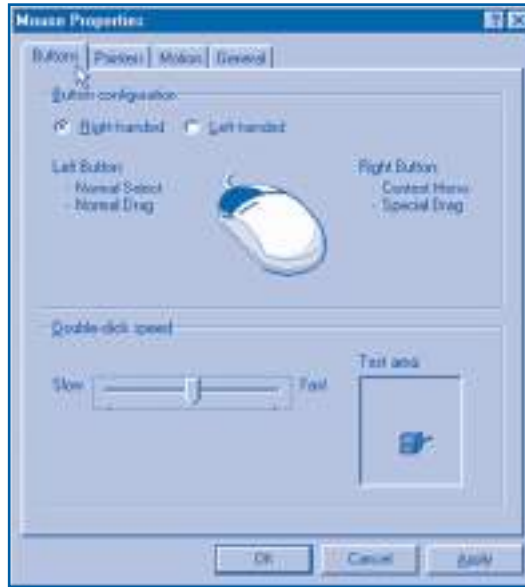 Mouse Properties
Buttons Pointers Motion General
Button configuration
Right-handed Left-handed
Left Button:
- Normal Select
- Normal Drag
Right Button:
- Context Menu
- Special Drag
Double-click speed
Slow Fast
Test area:
OK Cancel Apply